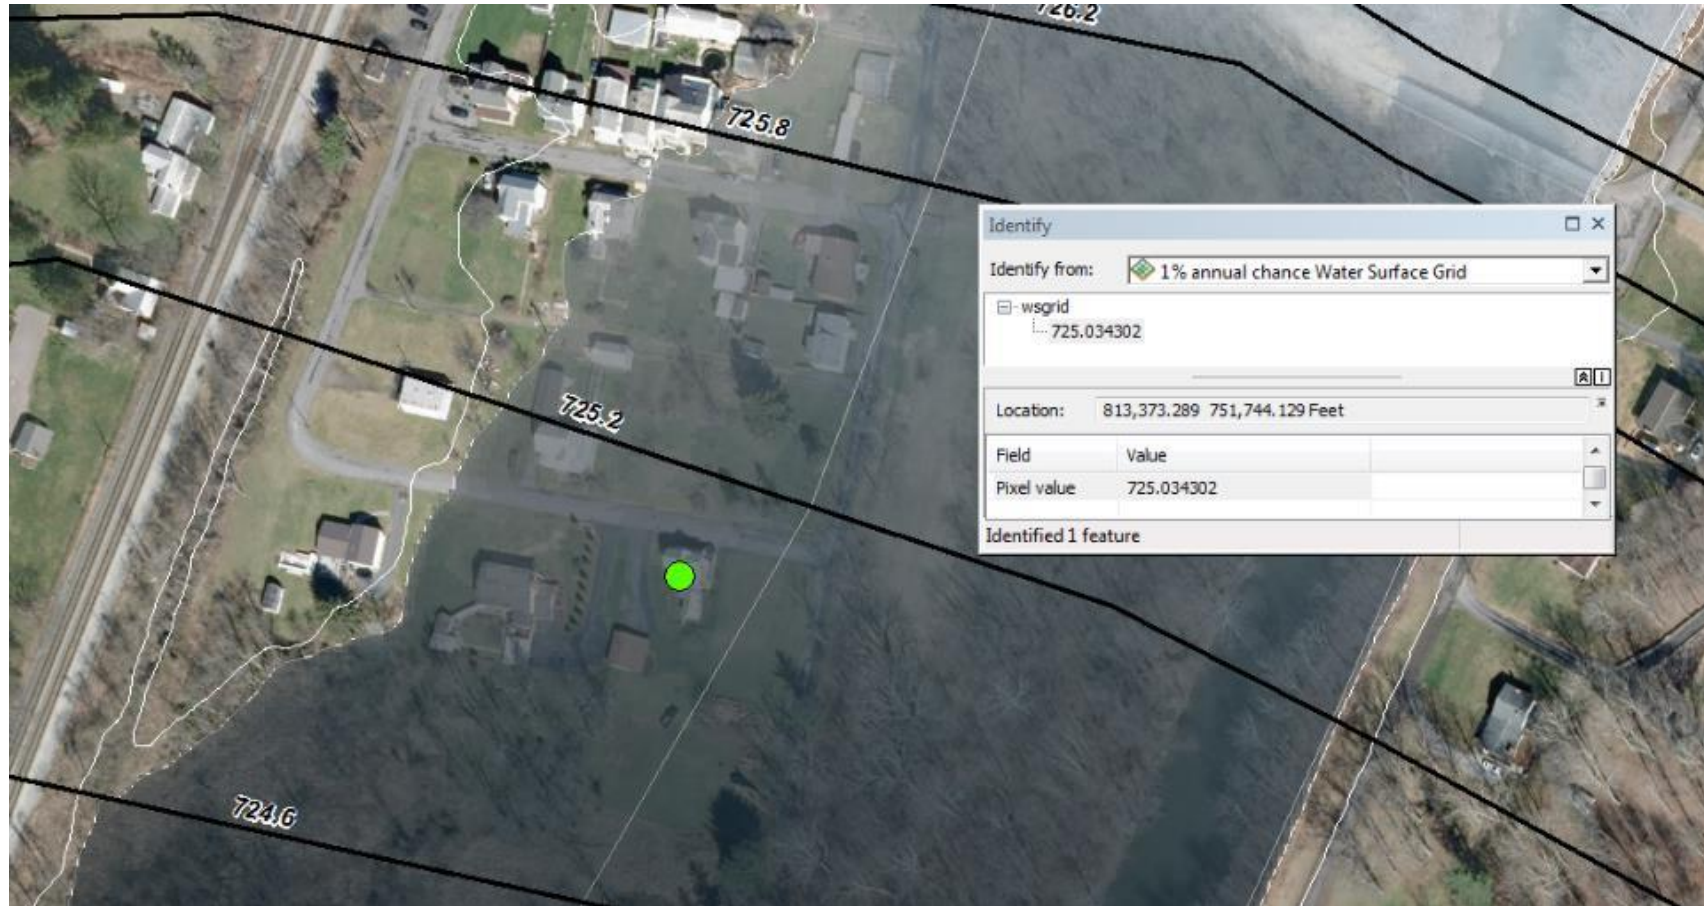 726.2
725.8
Identify
Identify from: 1% annual chance Water Surface Grid
wsgrid
725.034302
Location: 813,373.289 751,744.129 Feet
Field Value
Pixel value 725.034302
Identified 1 feature
725.2
724.6